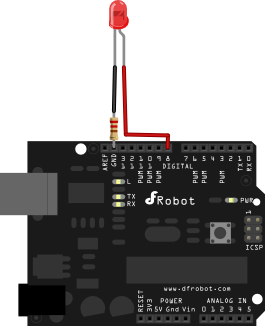 AREF
GND
13
12
11 PWM
10 PWM
9 PWM
8
7
6 PWM
5 PWM
4
3 PWM
2
TX 1
RX 0
DIGITAL
L
TX
RX
dfRobot
PWR
1
ICSP
www.dfrobot.com
RESET
3V3
5V
Gnd
Vin
POWER
ANALOG IN
0 1 2 3 4 5